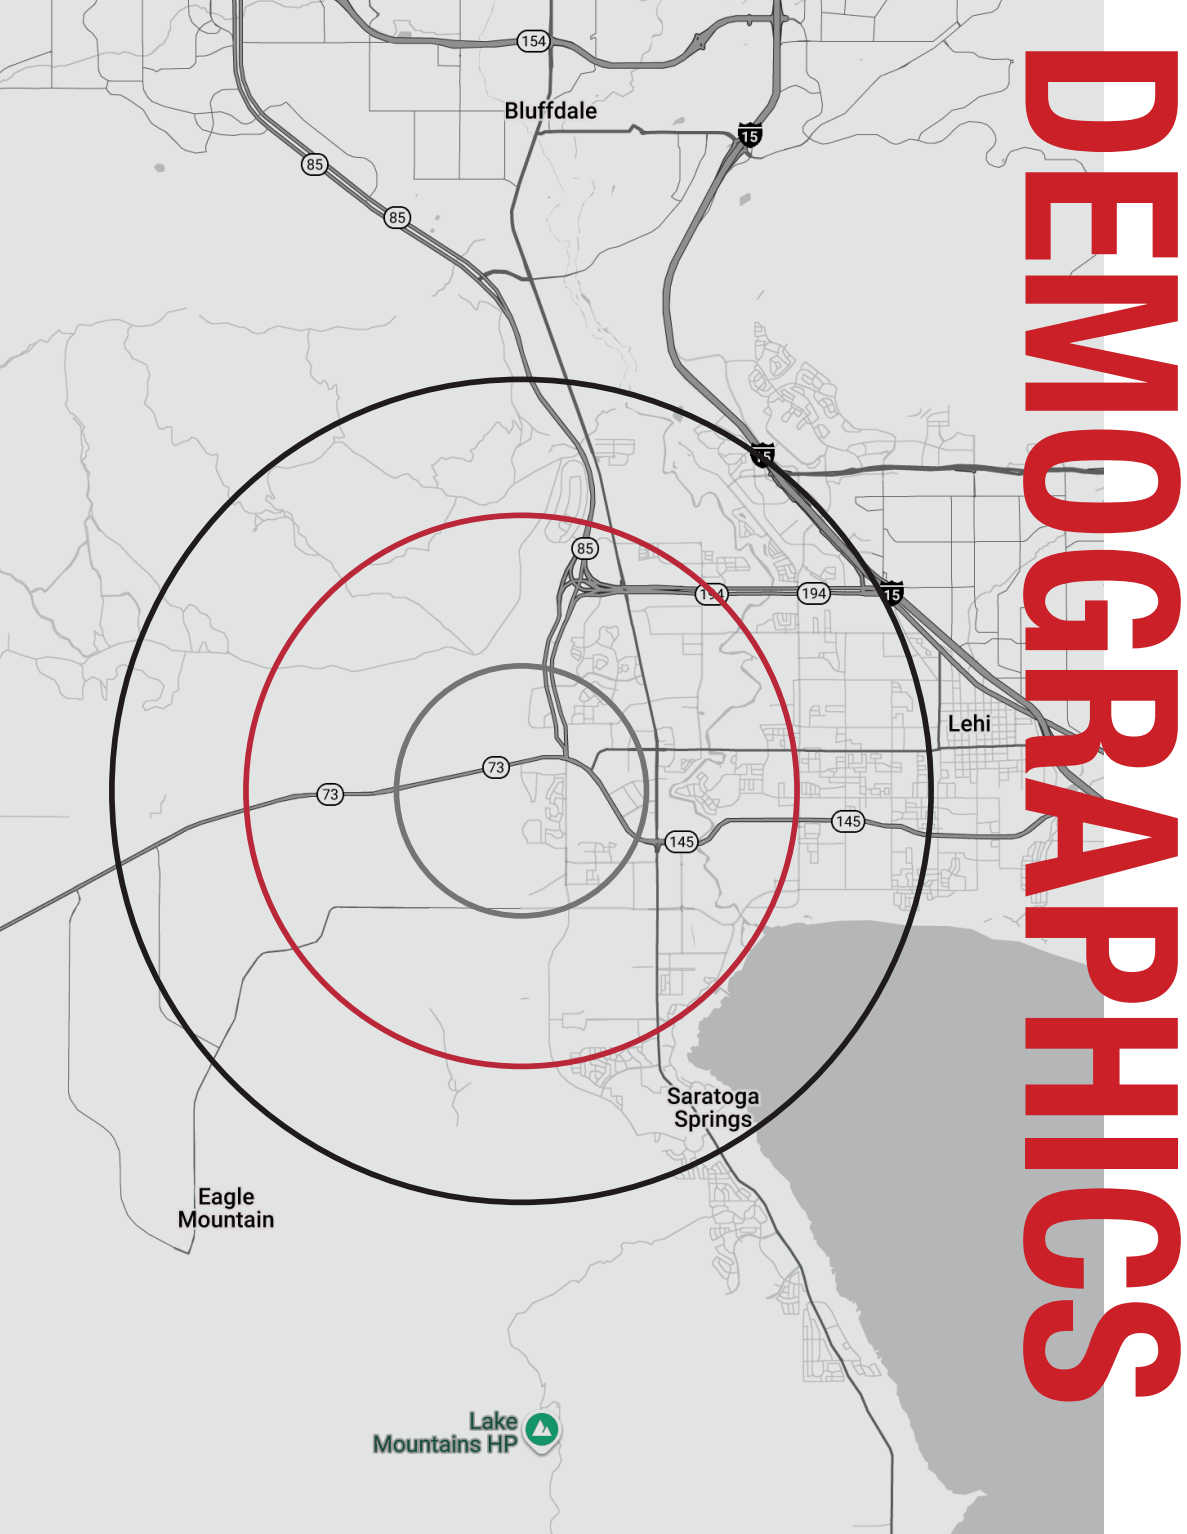 154
Bluffdale
15
85
85
15
85
194
194
15
Lehi
73
73
145
145
Saratoga
Springs
Eagle
Mountain
Lake
Mountains HP
DEMOGRAPHICS